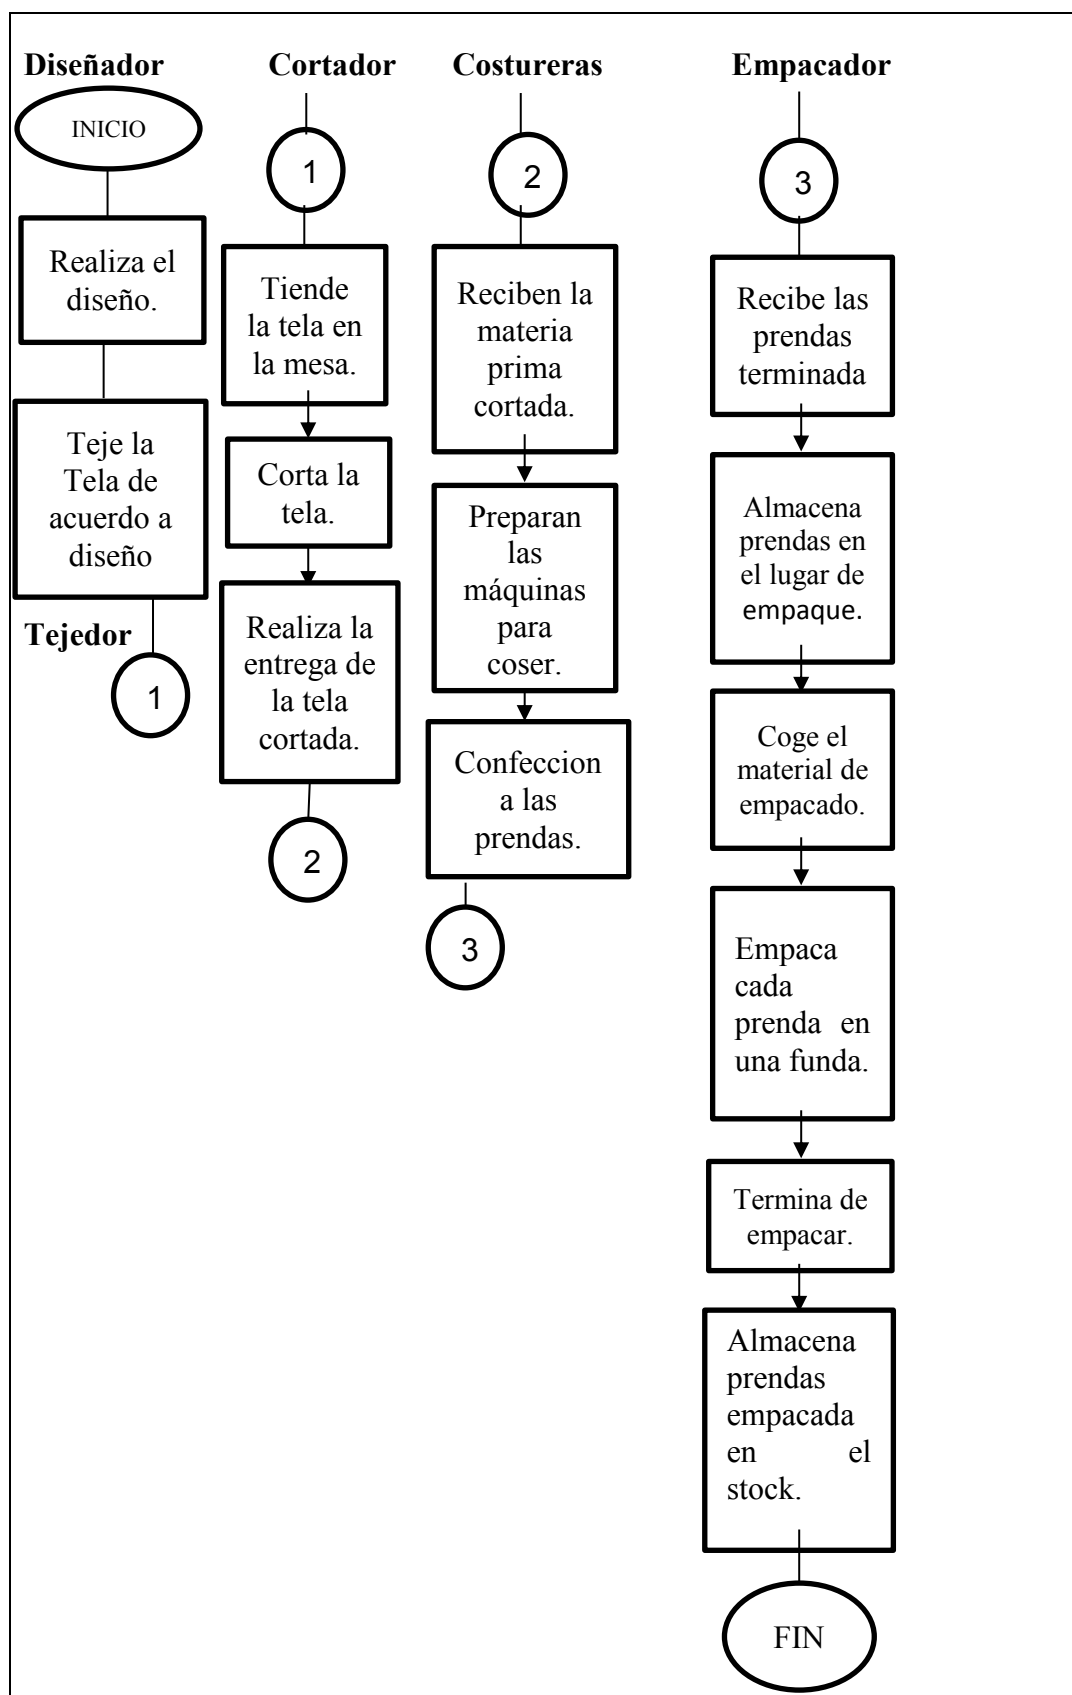 Diseñador
INICIO
Realiza el
diseño.
Teje la
Tela de
acuerdo a
diseño
Tejedor
1
Cortador
1
Tiende
la tela en
la mesa.
Corta la
tela.
Realiza la
entrega de
la tela
cortada.
2
Costureras
2
Reciben la
materia
prima
cortada.
Preparan
las
máquinas
para
coser.
Confeccion
a las
prendas.
3
Empacador
3
Recibe las
prendas
terminada
Almacena
prendas en
el lugar de
empaque.
Coge el
material de
empacado.
Empaca
cada
prenda en
una funda.
Termina de
empacar.
Almacena
prendas
empacada
en el
stock.
FIN